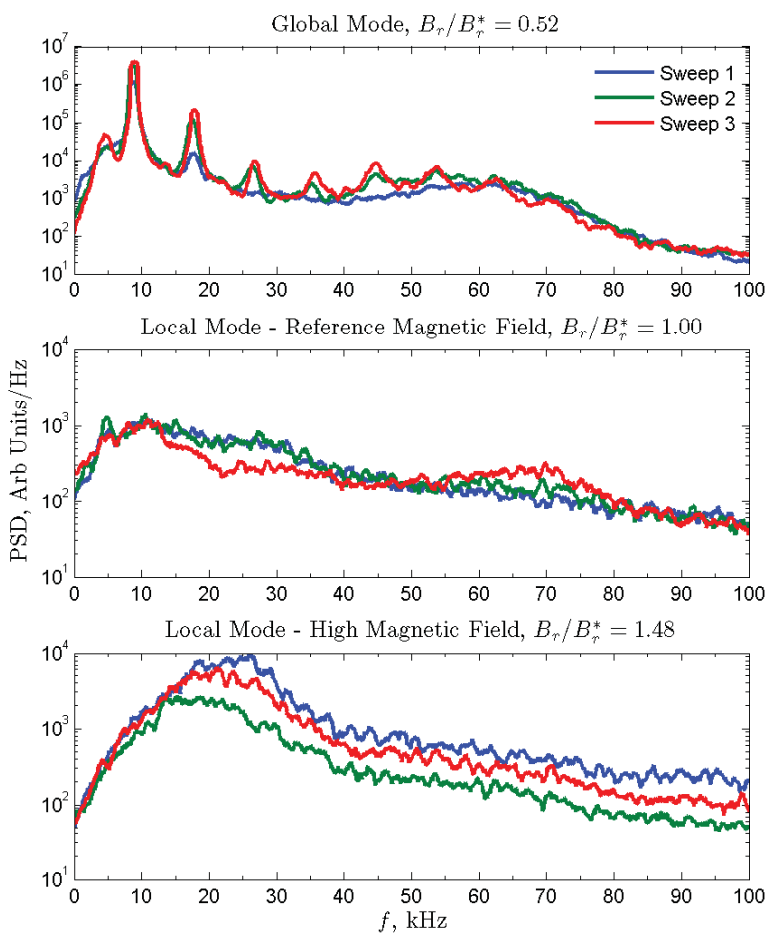 Global Mode, B_r/B_r^* = 0.52
10^7
10^6
10^5
10^4
10^3
10^2
10^1
Sweep 1
Sweep 2
Sweep 3
0 10 20 30 40 50 60 70 80 90 100
Local Mode - Reference Magnetic Field, B_r/B_r^* = 1.00
10^4
10^3
10^2
10^1
0 10 20 30 40 50 60 70 80 90 100
PSD, Arb Units/Hz
Local Mode - High Magnetic Field, B_r/B_r^* = 1.48
10^4
10^3
10^2
10^1
0 10 20 30 40 50 60 70 80 90 100
f, kHz